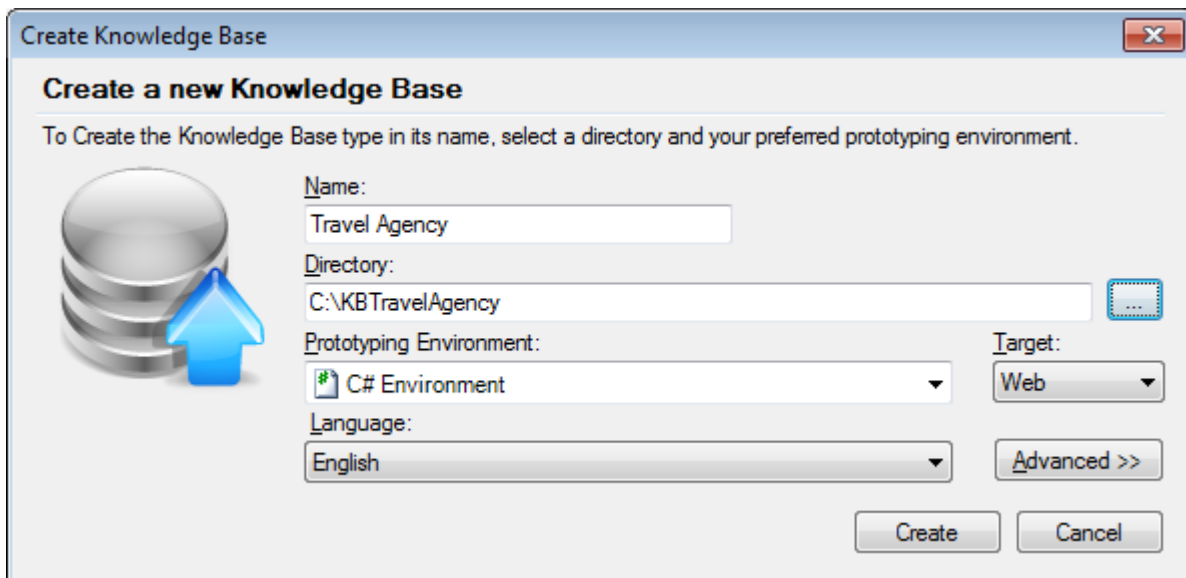 Create Knowledge Base
Create a new Knowledge Base
To Create the Knowledge Base type in its name, select a directory and your preferred prototyping environment.
Name:
Travel Agency
Directory:
C:\KBTravelAgency
...
Prototyping Environment:
Target:
C# Environment
Web
Language:
English
Advanced >>
Create
Cancel